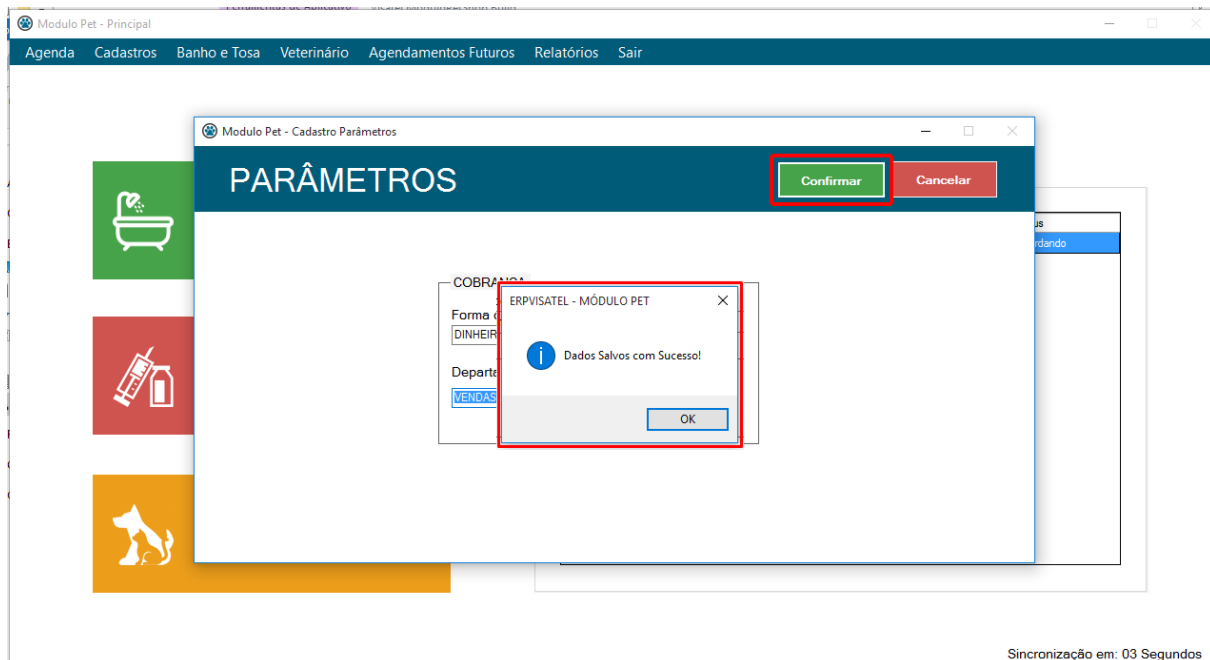 Modulo Pet - Principal
Agenda Cadastros Banho e Tosa Veterinário Agendamentos Futuros Relatórios Sair
Modulo Pet - Cadastro Parâmetros
PARÂMETROS
Confirmar Cancelar
COBRANÇA
Forma
DINHEIR
Departa
VENDAS
ERPVISATEL - MÓDULO PET
Dados Salvos com Sucesso!
OK
us
rdando
Sincronização em: 03 Segundos